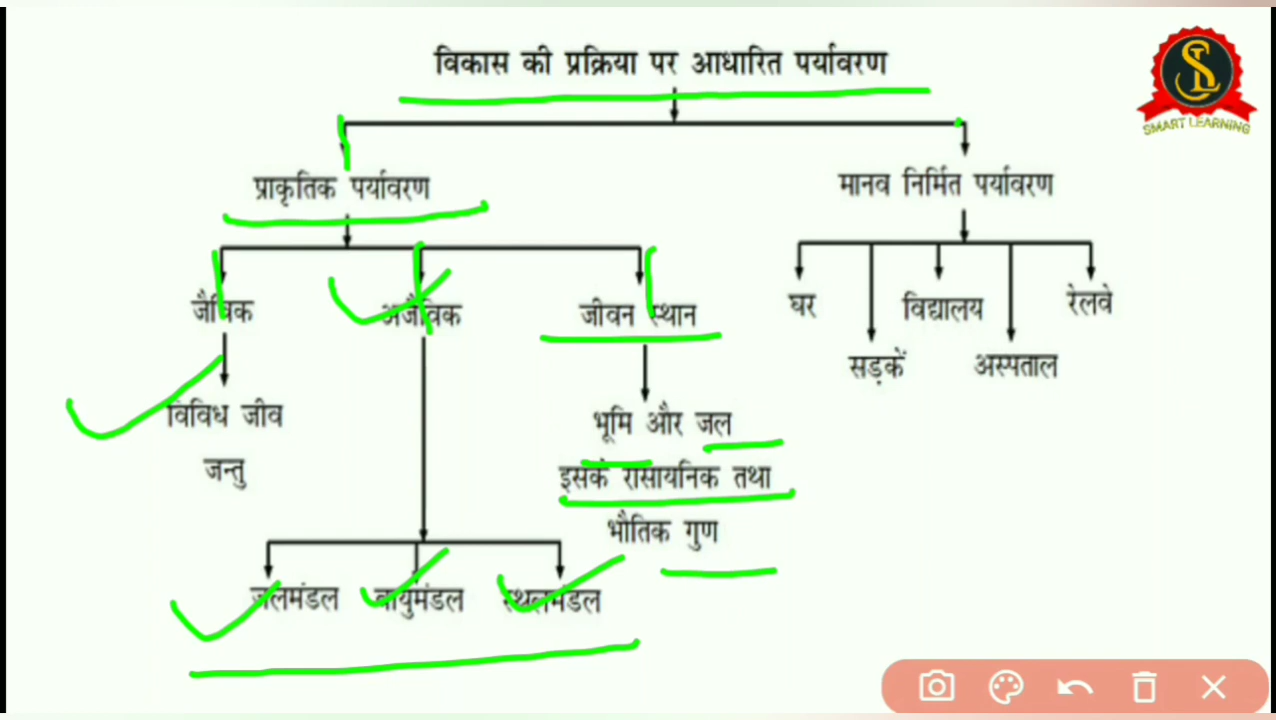 विकास की प्रक्रिया पर आधारित पर्यावरण
SMART LEARNING
प्राकृतिक पर्यावरण
मानव निर्मित पर्यावरण
जैविक
अजैविक
जीवन स्थान
घर
विद्यालय
रेलवे
सड़कें
अस्पताल
विविध जीव
जन्तु
भूमि और जल
इसके रासायनिक तथा
भौतिक गुण
जलमंडल
वायुमंडल
स्थलमंडल